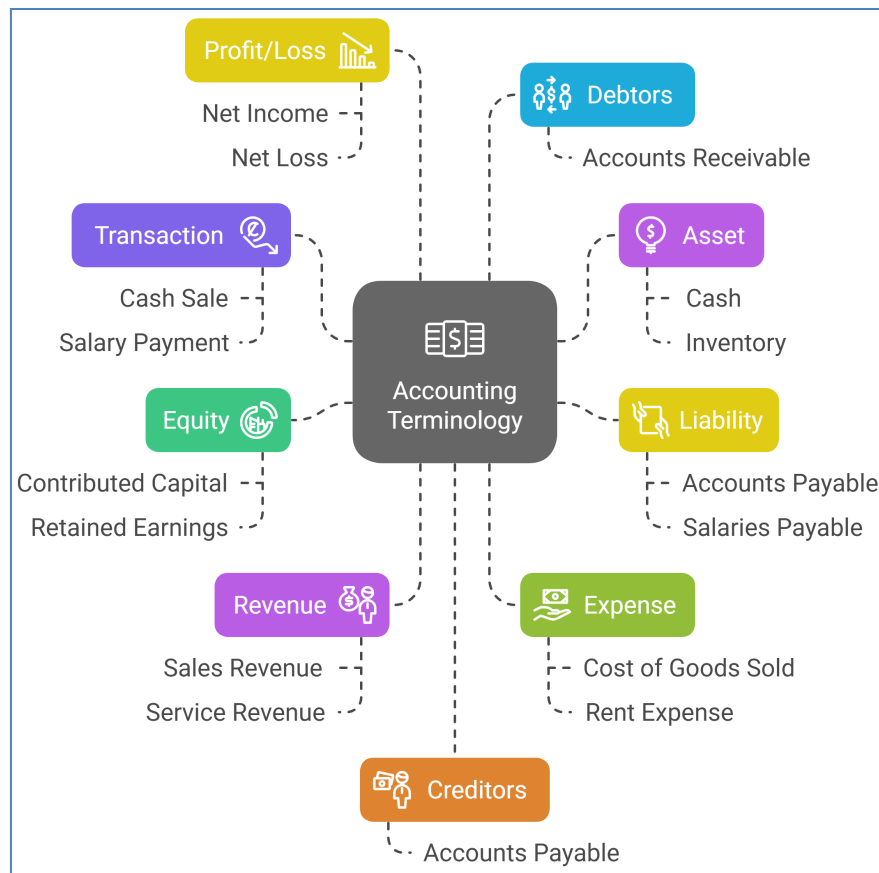 Profit/Loss
Net Income
Net Loss
Debtors
Accounts Receivable
Transaction
Cash Sale
Salary Payment
Asset
Cash
Inventory
Accounting
Terminology
Equity
Contributed Capital
Retained Earnings
Liability
Accounts Payable
Salaries Payable
Revenue
Sales Revenue
Service Revenue
Expense
Cost of Goods Sold
Rent Expense
Creditors
Accounts Payable